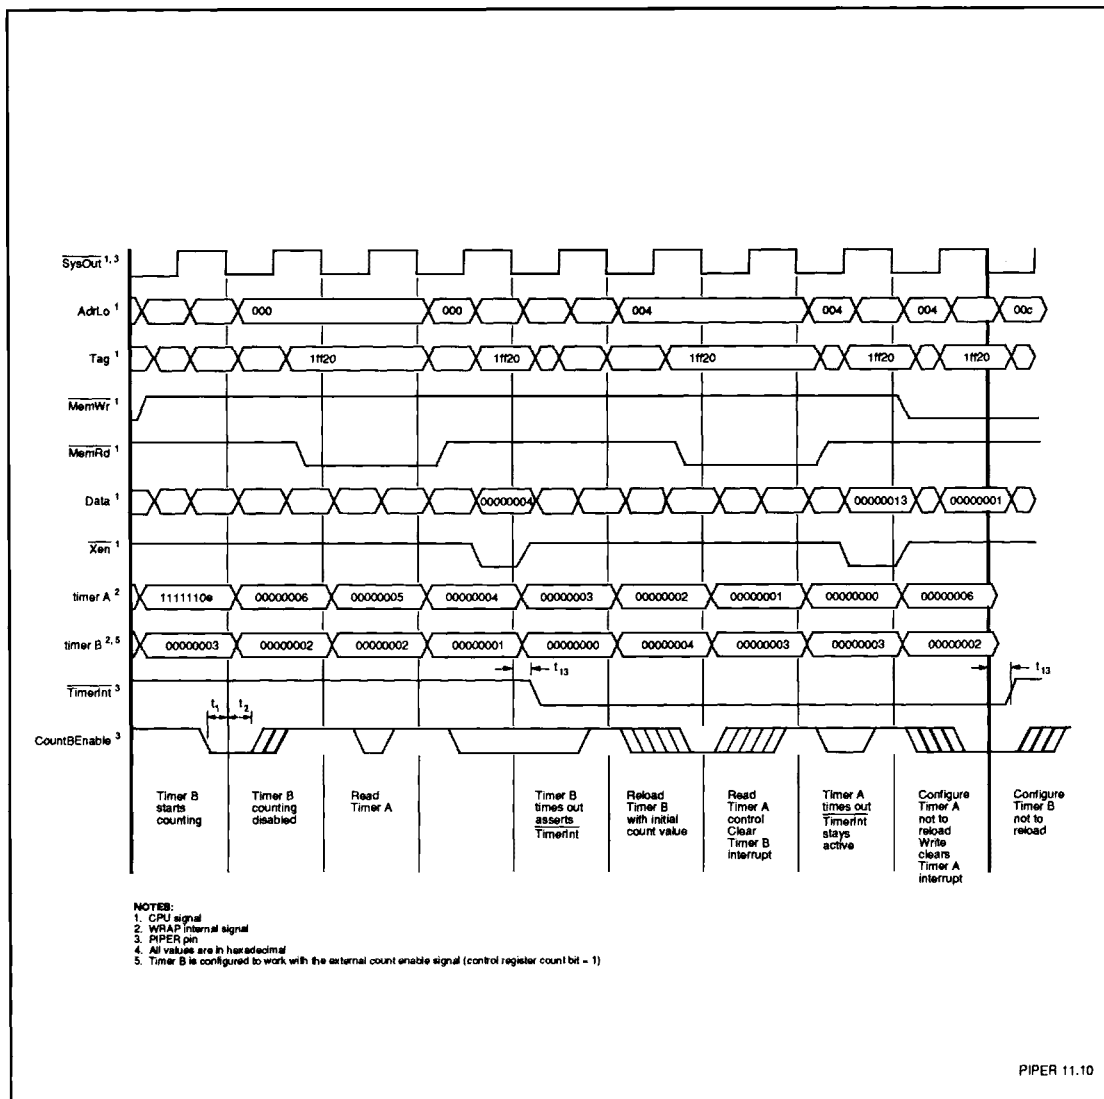 SysOut 1, 3
AdrLo 1 000 000 004 004 004 00c
Tag 1 1ff20 1ff20 1ff20 1ff20 1ff20
MemWr 1
MemRd 1
Data 1 00000004 00000013 00000001
Xen 1
timer A 2 1111110e 00000006 00000005 00000004 00000003 00000002 00000001 00000000 00000006
timer B 2, 5 00000003 00000002 00000002 00000001 00000000 00000004 00000003 00000003 00000002
t13 t13
TimerInt 3
t1 t2
CountBEnable 3
Timer B
starts
counting
Timer B
counting
disabled
Read
Timer A
Timer B
times out
asserts
TimerInt
Reload
Timer B
with initial
count value
Read
Timer A
control
Clear
Timer B
interrupt
Timer A
times out
TimerInt
stays
active
Configure
Timer A
not to
reload
Write
clears
Timer A
interrupt
Configure
Timer B
not to
reload
NOTES:
1. CPU signal
2. WRAP internal signal
3. PIPER pin
4. All values are in hexadecimal
5. Timer B is configured to work with the external count enable signal (control register count bit = 1)
PIPER 11.10